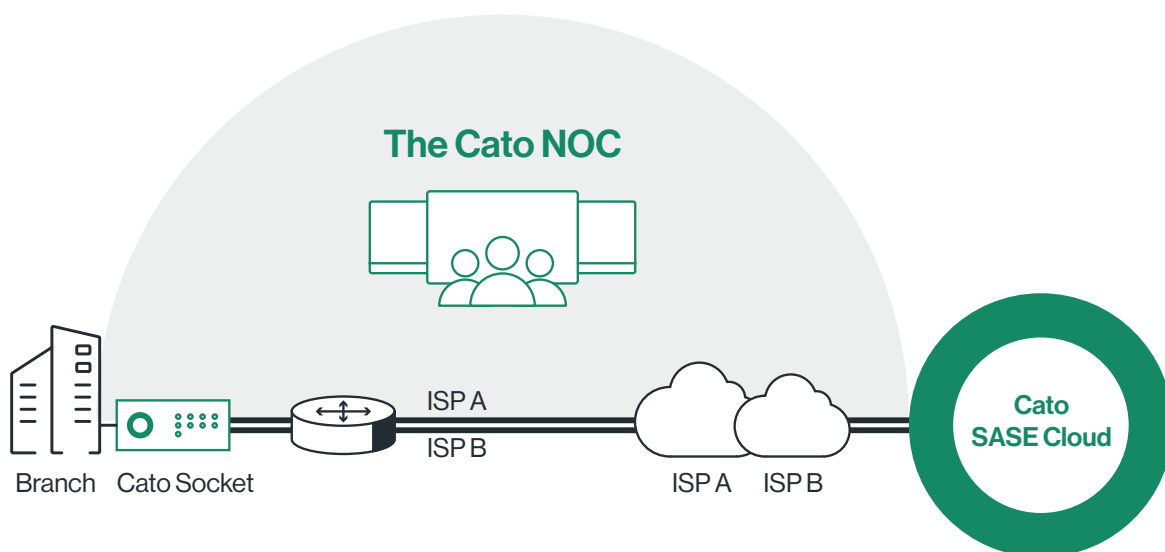 The Cato NOC
ISP A
ISP B
Cato
SASE Cloud
Branch
Cato Socket
ISP A
ISP B